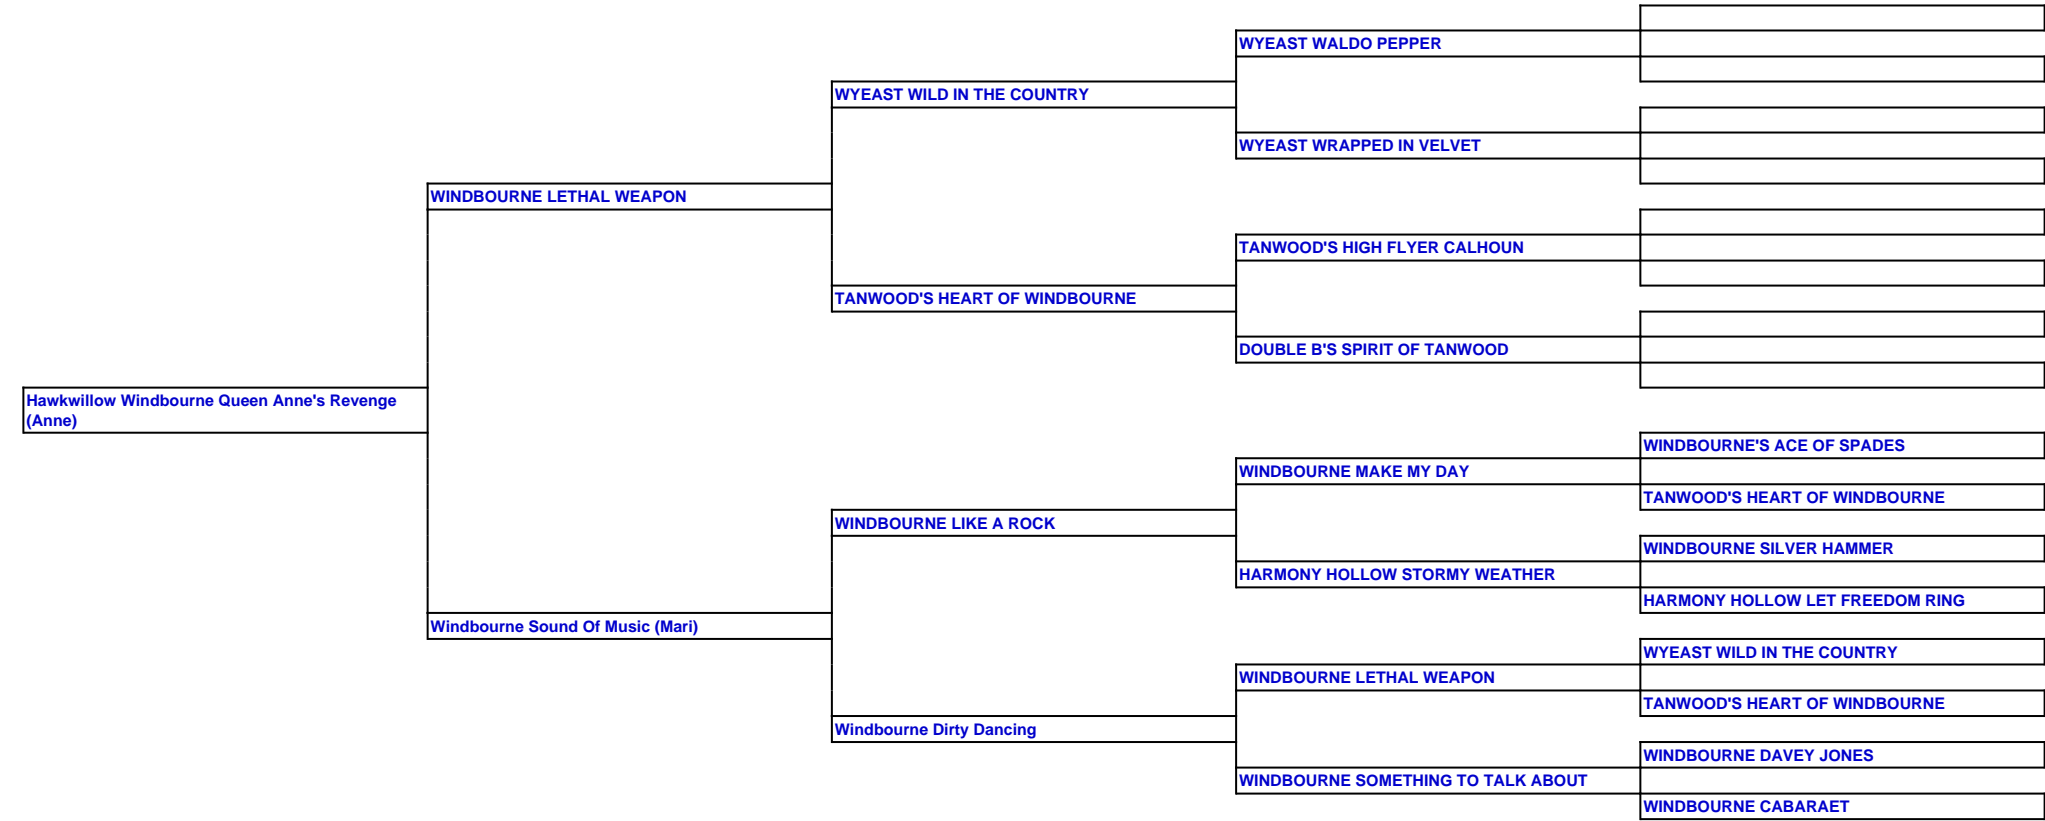 WYEAST WALDO PEPPER
WYEAST WILD IN THE COUNTRY
WYEAST WRAPPED IN VELVET
WINDBOURNE LETHAL WEAPON
TANWOOD'S HIGH FLYER CALHOUN
TANWOOD'S HEART OF WINDBOURNE
DOUBLE B'S SPIRIT OF TANWOOD
Hawkwillow Windbourne Queen Anne's Revenge
(Anne)
WINDBOURNE'S ACE OF SPADES
WINDBOURNE MAKE MY DAY
TANWOOD'S HEART OF WINDBOURNE
WINDBOURNE LIKE A ROCK
WINDBOURNE SILVER HAMMER
HARMONY HOLLOW STORMY WEATHER
HARMONY HOLLOW LET FREEDOM RING
Windbourne Sound Of Music (Mari)
WYEAST WILD IN THE COUNTRY
WINDBOURNE LETHAL WEAPON
TANWOOD'S HEART OF WINDBOURNE
Windbourne Dirty Dancing
WINDBOURNE DAVEY JONES
WINDBOURNE SOMETHING TO TALK ABOUT
WINDBOURNE CABARAET